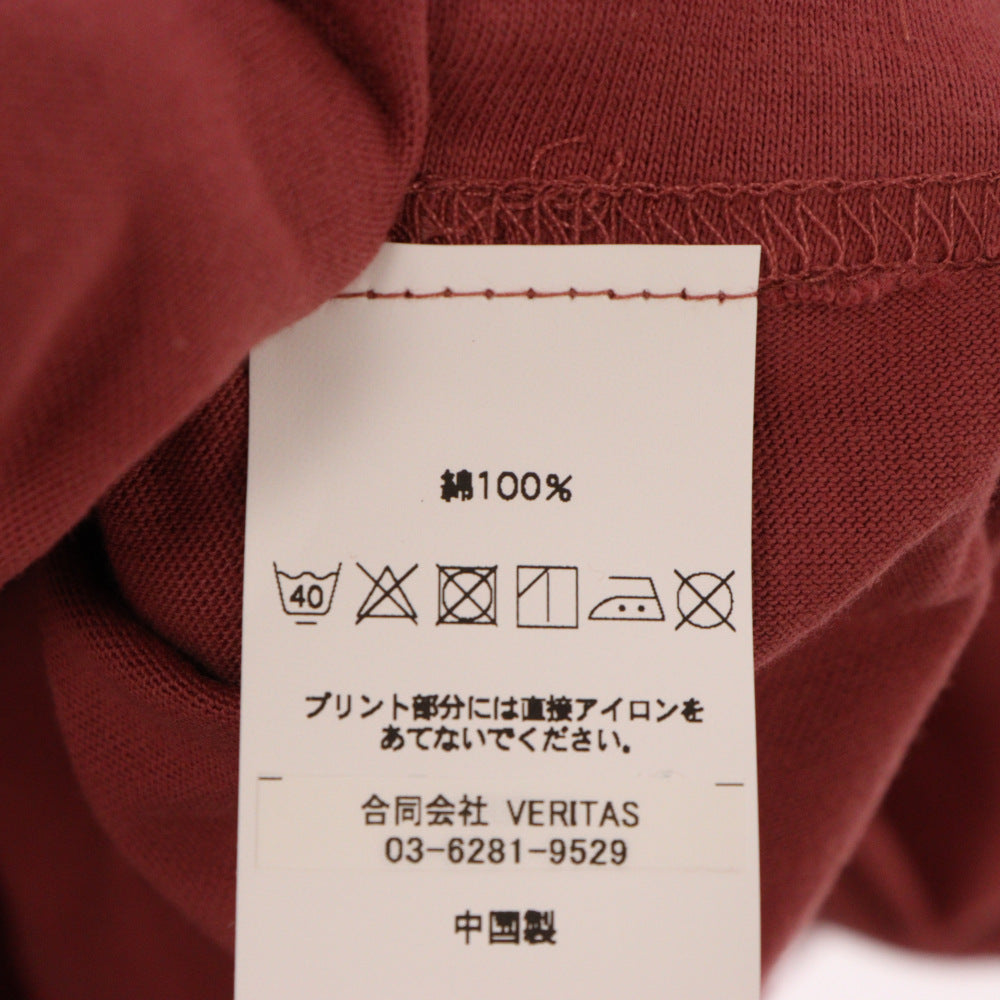 綿100%
40
プリント部分には直接アイロンを
あてないでください。
合同会社 VERITAS
03-6281-9529
中国製